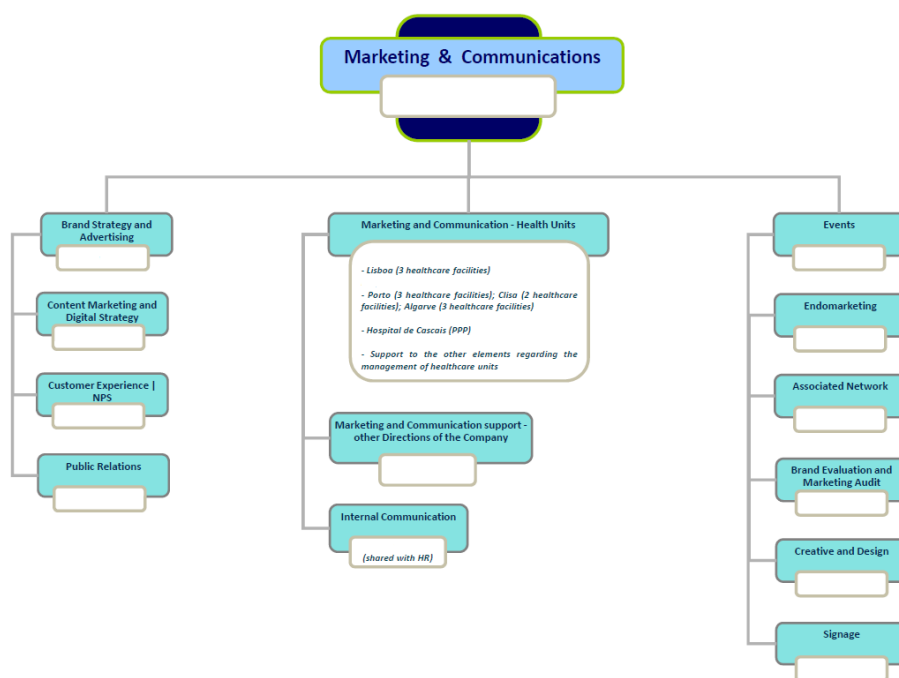 Marketing & Communications
Brand Strategy and
Advertising
Content Marketing and
Digital Strategy
Customer Experience |
NPS
Public Relations
Marketing and Communication - Health Units
- Lisboa (3 healthcare facilities)
- Porto (3 healthcare facilities); Clisa (2 healthcare
facilities); Algarve (3 healthcare facilities)
- Hospital de Cascais (PPP)
- Support to the other elements regarding the
management of healthcare units
Marketing and Communication support -
other Directions of the Company
Internal Communication
(shared with HR)
Events
Endomarketing
Associated Network
Brand Evaluation and
Marketing Audit
Creative and Design
Signage